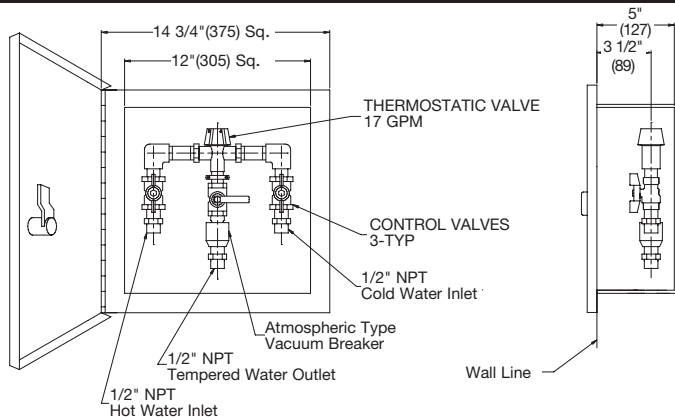 14 3/4"(375) Sq.
12"(305) Sq.
5"
(127)
3 1/2"
(89)
THERMOSTATIC VALVE
17 GPM
CONTROL VALVES
3-TYP
1/2" NPT
Cold Water Inlet
Atmospheric Type
Vacuum Breaker
1/2" NPT
Tempered Water Outlet
Wall Line
1/2" NPT
Hot Water Inlet